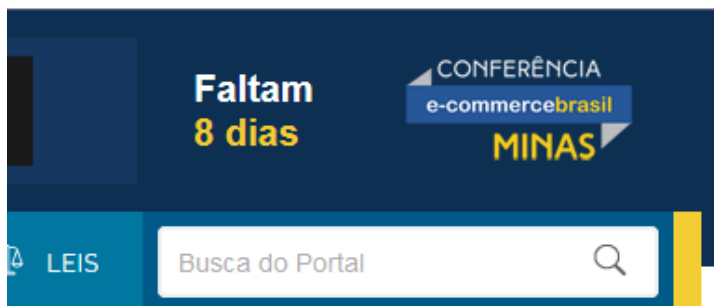 Faltam
8 dias
CONFERÊNCIA
e-commercebrasil
MINAS
LEIS
Busca do Portal